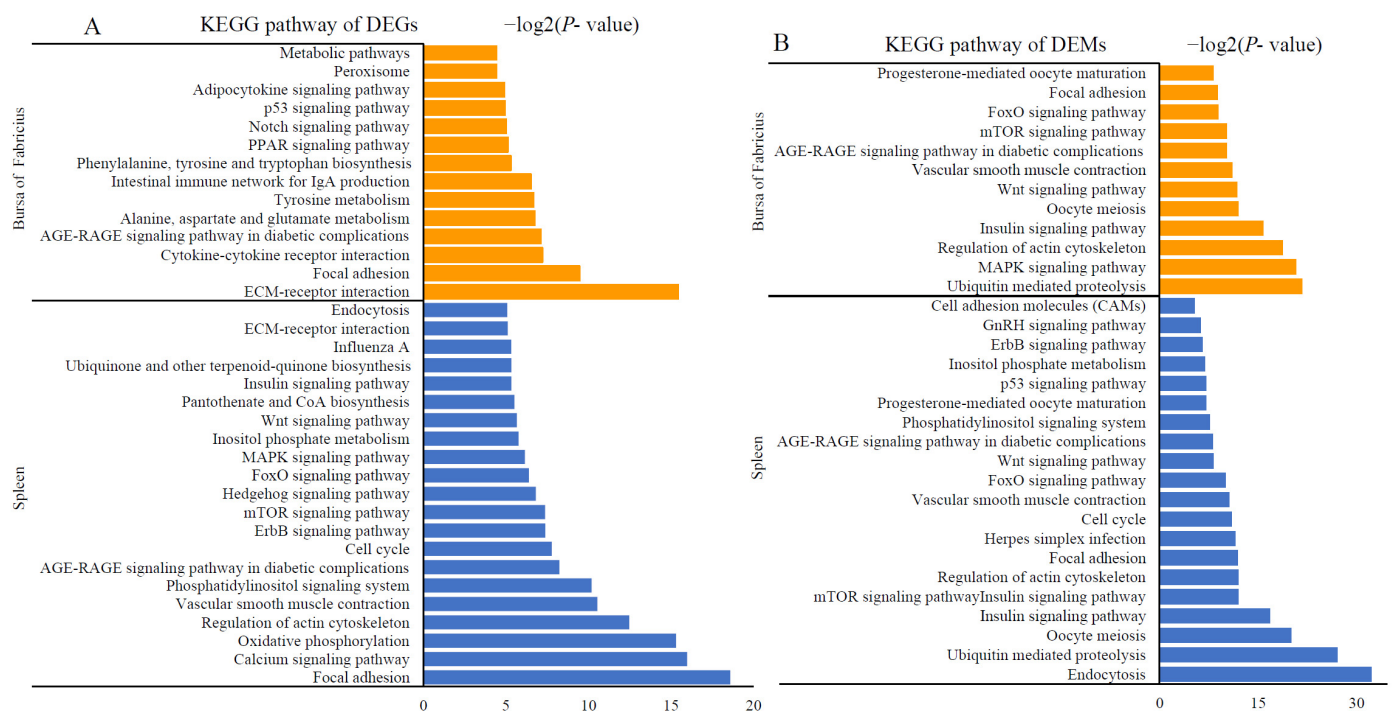 A
KEGG pathway of DEGs
−log2(P- value)
Bursa of Fabricius
Metabolic pathways
Peroxisome
Adipocytokine signaling pathway
p53 signaling pathway
Notch signaling pathway
PPAR signaling pathway
Phenylalanine, tyrosine and tryptophan biosynthesis
Intestinal immune network for IgA production
Tyrosine metabolism
Alanine, aspartate and glutamate metabolism
AGE-RAGE signaling pathway in diabetic complications
Cytokine-cytokine receptor interaction
Focal adhesion
ECM-receptor interaction
Spleen
Endocytosis
ECM-receptor interaction
Influenza A
Ubiquinone and other terpenoid-quinone biosynthesis
Insulin signaling pathway
Pantothenate and CoA biosynthesis
Wnt signaling pathway
Inositol phosphate metabolism
MAPK signaling pathway
FoxO signaling pathway
Hedgehog signaling pathway
mTOR signaling pathway
ErbB signaling pathway
Cell cycle
AGE-RAGE signaling pathway in diabetic complications
Phosphatidylinositol signaling system
Vascular smooth muscle contraction
Regulation of actin cytoskeleton
Oxidative phosphorylation
Calcium signaling pathway
Focal adhesion
0 5 10 15 20
B
KEGG pathway of DEMs
−log2(P- value)
Bursa of Fabricius
Progesterone-mediated oocyte maturation
Focal adhesion
FoxO signaling pathway
mTOR signaling pathway
AGE-RAGE signaling pathway in diabetic complications
Vascular smooth muscle contraction
Wnt signaling pathway
Oocyte meiosis
Insulin signaling pathway
Regulation of actin cytoskeleton
MAPK signaling pathway
Ubiquitin mediated proteolysis
Spleen
Cell adhesion molecules (CAMs)
GnRH signaling pathway
ErbB signaling pathway
Inositol phosphate metabolism
p53 signaling pathway
Progesterone-mediated oocyte maturation
Phosphatidylinositol signaling system
AGE-RAGE signaling pathway in diabetic complications
Wnt signaling pathway
FoxO signaling pathway
Vascular smooth muscle contraction
Cell cycle
Herpes simplex infection
Focal adhesion
Regulation of actin cytoskeleton
mTOR signaling pathwayInsulin signaling pathway
Insulin signaling pathway
Oocyte meiosis
Ubiquitin mediated proteolysis
Endocytosis
0 15 30